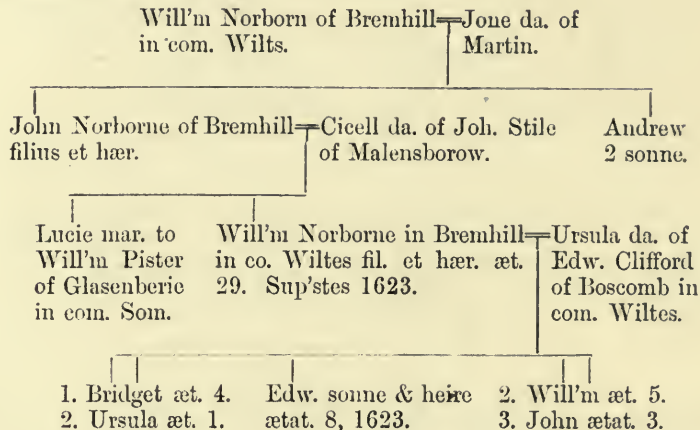 Will'm Norborn of Bremhill=Jone da. of
in com. Wilts. Martin.
John Norborne of Bremhill=Cicell da. of Joh. Stile Andrew
filius et hær. of Malensborow. 2 sonne.
Lucie mar. to Will'm Norborne in Bremhill=Ursula da. of
Will'm Pister in co. Wiltes fil. et hær. æt. Edw. Clifford
of Glasenberie 29. Sup'stes 1623. of Boscomb in
in com. Som. com. Wiltes.
1. Bridget æt. 4. Edw. sonne & heire 2. Will'm æt. 5.
2. Ursula æt. 1. ætat. 8, 1623. 3. John ætat. 3.